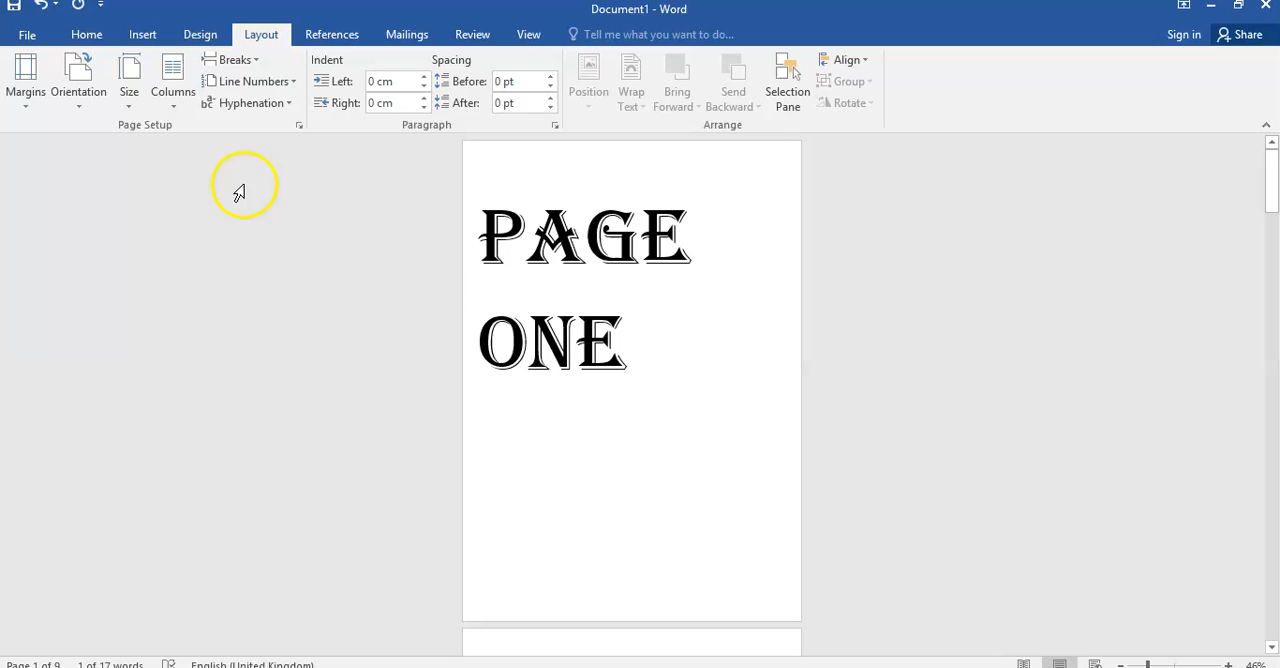 Document1 - Word
File Home Insert Design Layout References Mailings Review View Tell me what you want to do... Sign in Share
Margins Orientation Size Columns
Breaks
Line Numbers
Hyphenation
Page Setup
Indent Spacing
Left: 0 cm Before: 0 pt
Right: 0 cm After: 0 pt
Paragraph
Position Wrap Text Bring Forward Send Backward Selection Pane
Align
Group
Rotate
Arrange
PAGE
ONE
Page 1 of 9 1 of 17 words English (United Kingdom) 46%